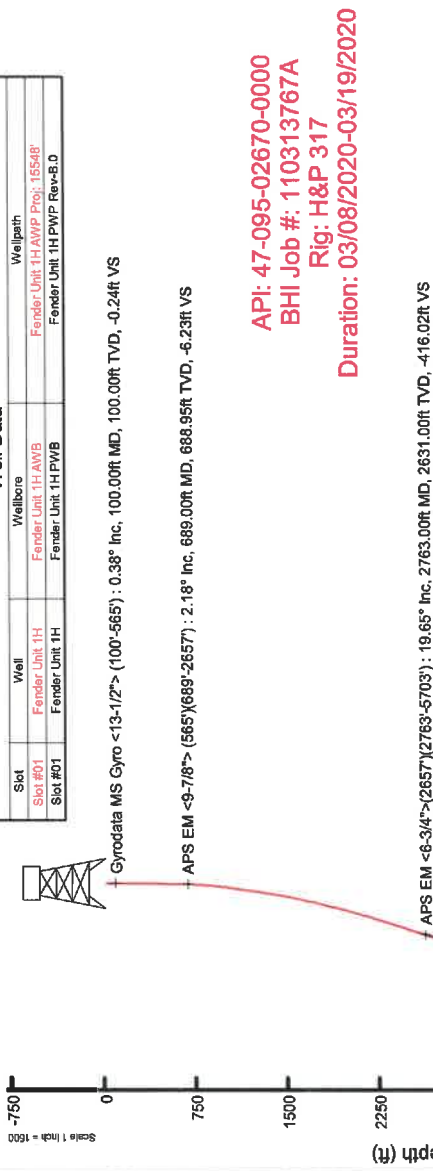 Slot Well Wellbore Wellpath
Slot #01 Fender Unit 1H Fender Unit 1H AWB Fender Unit 1H AWP Proj: 15548'
Slot #01 Fender Unit 1H Fender Unit 1H PWB Fender Unit 1H PWP Rev-B.0
Scale 1 inch = 1500
-750
0
750
1500
2250
Gyrodata MS Gyro <13-1/2"> (100'-565') : 0.38° Inc, 100.00ft MD, 100.00ft TVD, -0.24ft VS
APS EM <9-7/8"> (565')(689'-2657') : 2.18° Inc, 689.00ft MD, 688.95ft TVD, -6.23ft VS
API: 47-095-02670-0000
BHI Job #: 110313767A
Rig: H&P 317
Duration: 03/08/2020-03/19/2020
APS EM <6-3/4">(2657')(2763'-5703') : 19.65° Inc, 2763.00ft MD, 2631.00ft TVD, -416.02ft VS
(ft)